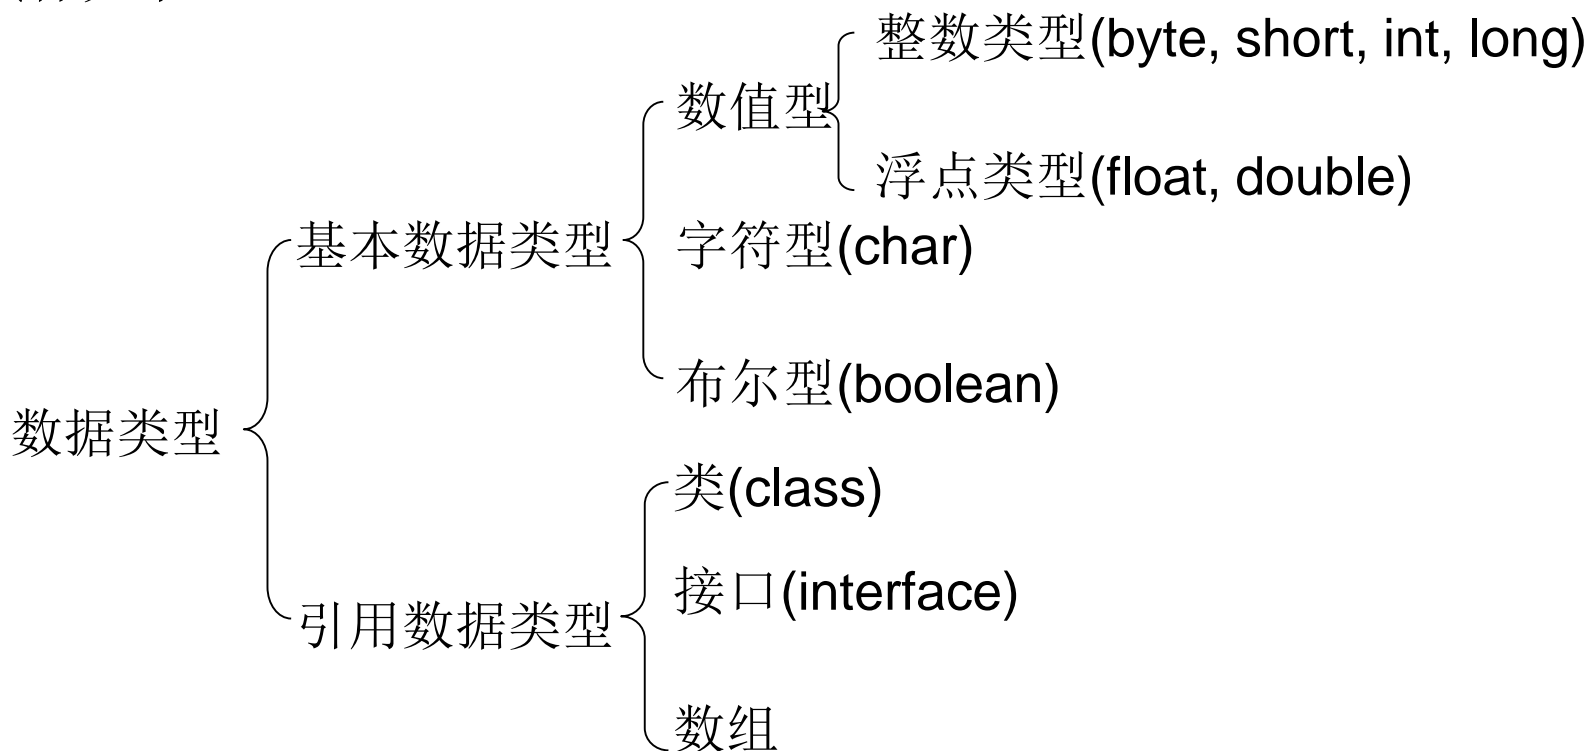 整数类型(byte, short, int, long)
数值型
浮点类型(float, double)
基本数据类型
字符型(char)
布尔型(boolean)
数据类型
类(class)
接口(interface)
引用数据类型
数组